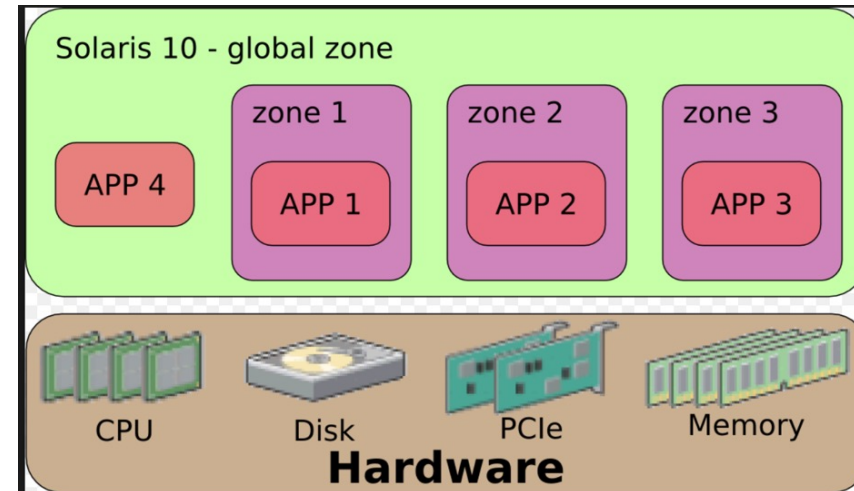 Solaris 10 - global zone
zone 1
zone 2
zone 3
APP 4
APP 1
APP 2
APP 3
CPU
Disk
PCIe
Memory
Hardware